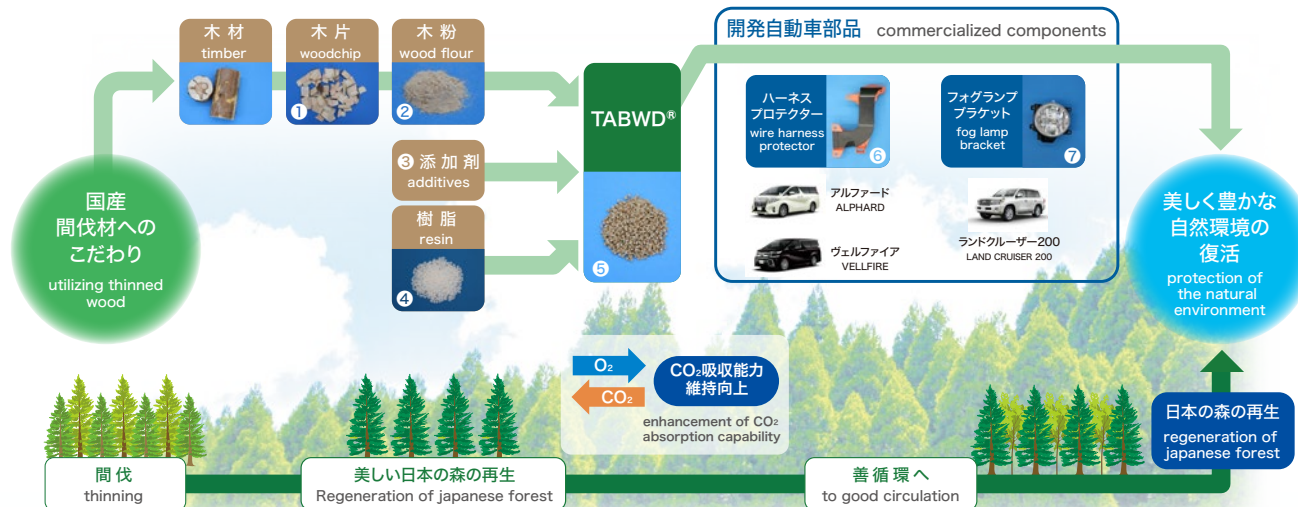 国産
間伐材への
こだわり
utilizing thinned
wood
木材
timber
木片
woodchip
①
木粉
wood flour
②
③ 添加剤
additives
樹脂
resin
④
TABWD®
⑤
開発自動車部品 commercialized components
ハーネス
プロテクター
wire harness
protector
⑥
フォグランプ
ブラケット
fog lamp
bracket
⑦
アルファード
ALPHARD
ヴェルファイア
VELLFIRE
ランドクルーザー200
LAND CRUISER 200
美しく豊かな
自然環境の
復活
protection of
the natural
environment
O₂
CO₂
CO₂吸収能力
維持向上
enhancement of CO₂
absorption capability
間伐
thinning
美しい日本の森の再生
Regeneration of japanese forest
善循環へ
to good circulation
日本の森の再生
regeneration of
japanese forest